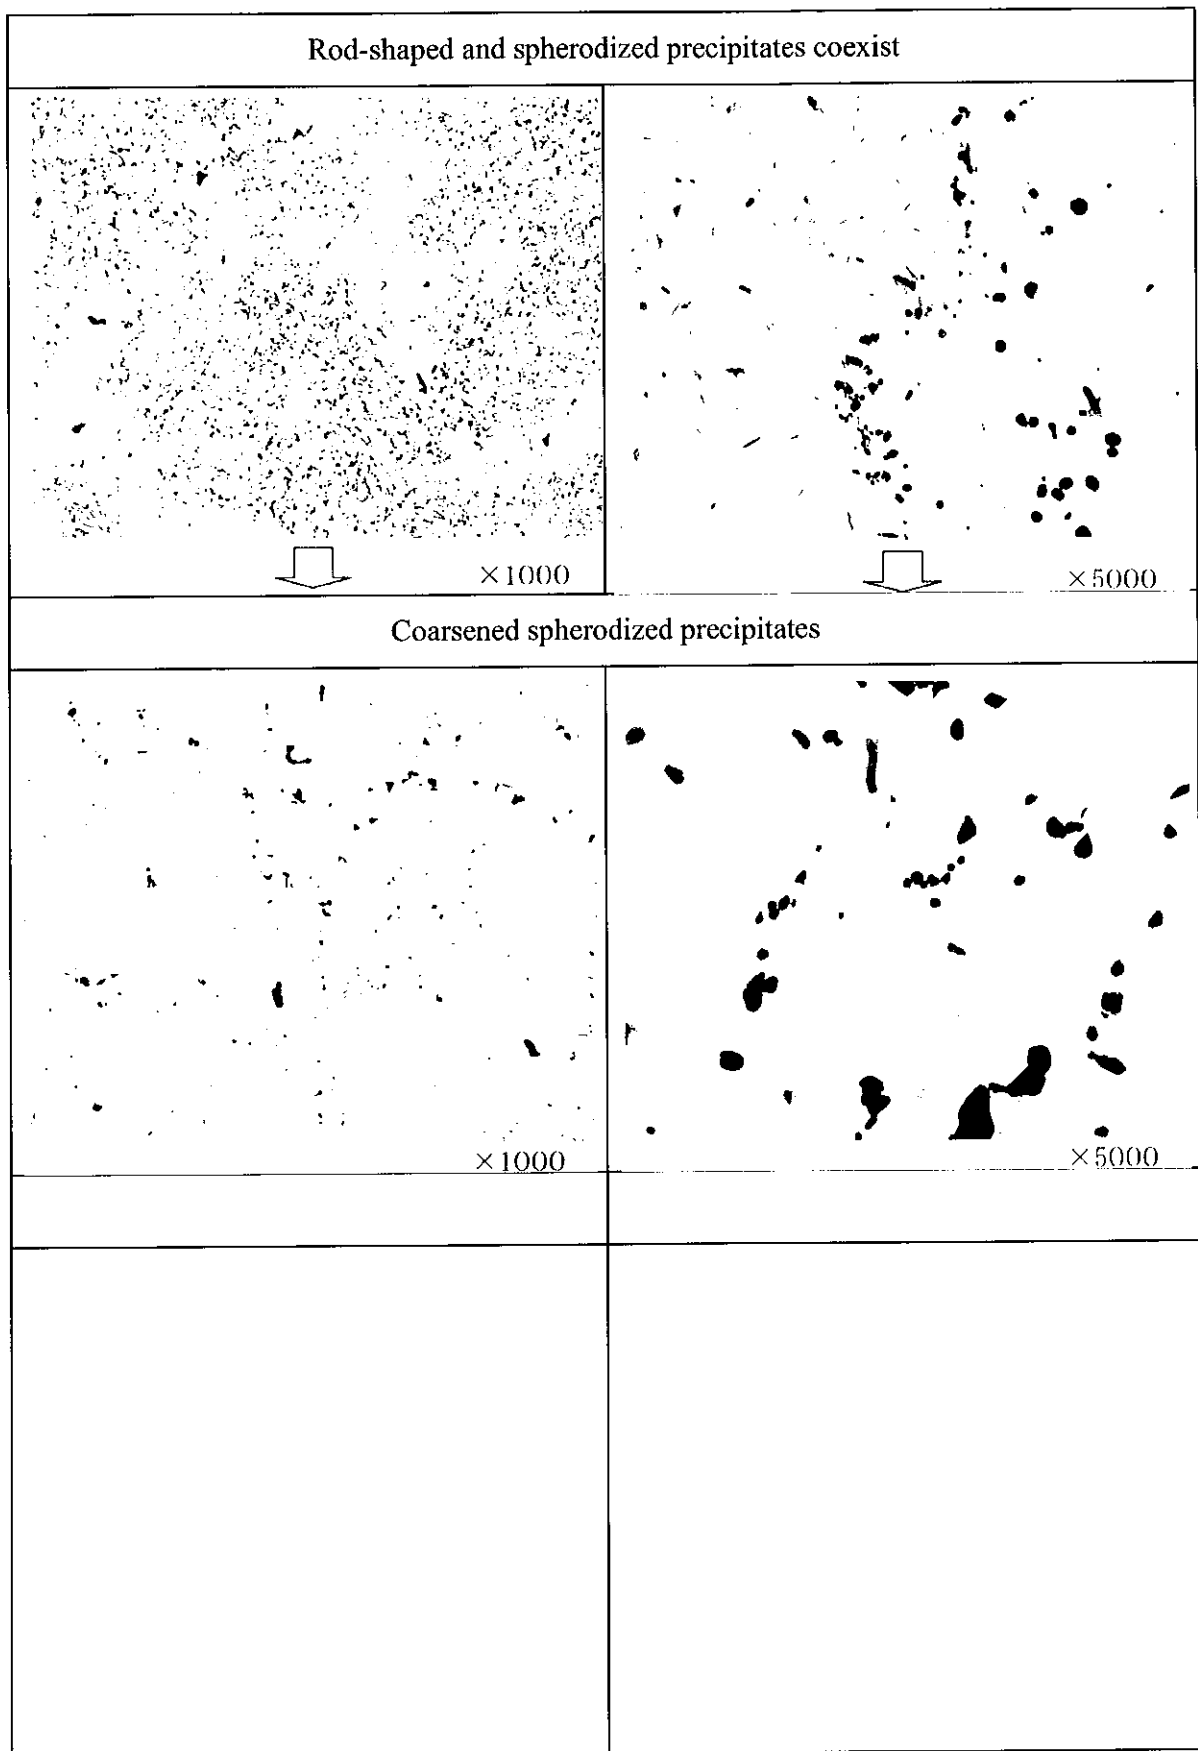 Rod-shaped and spherodized precipitates coexist
×1000
×5000
Coarsened spherodized precipitates
×1000
×5000